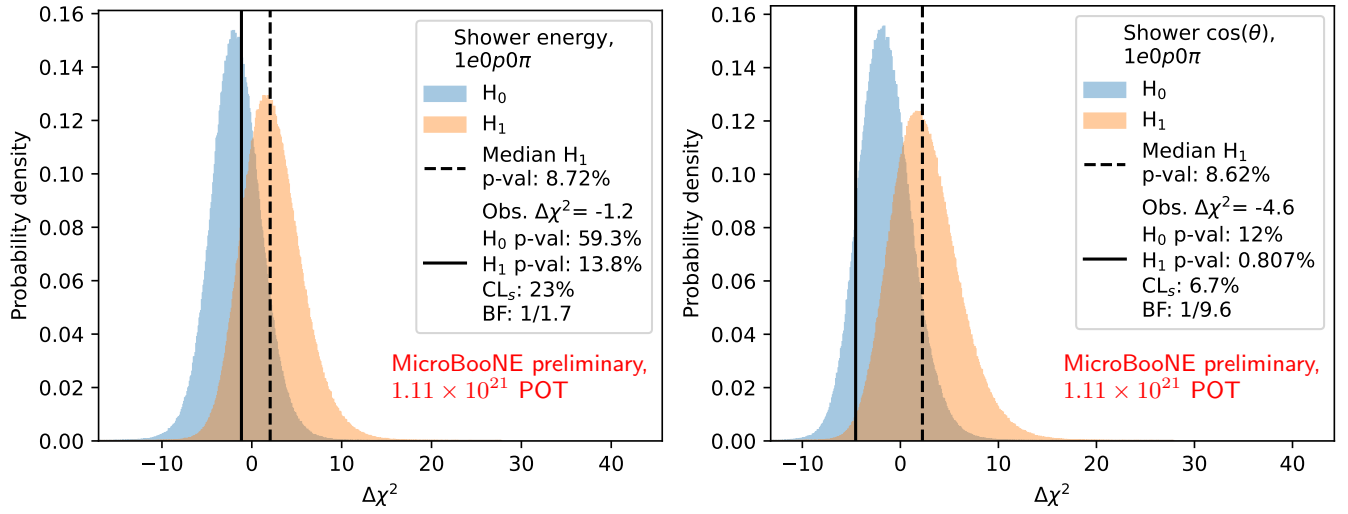 Probability density
0.16
0.14
0.12
0.10
0.08
0.06
0.04
0.02
0.00
−10
0
10
20
30
40
Δχ²
Shower energy,
1e0p0π
H₀
H₁
Median H₁
p-val: 8.72%
Obs. Δχ²= -1.2
H₀ p-val: 59.3%
H₁ p-val: 13.8%
CLₛ: 23%
BF: 1/1.7
MicroBooNE preliminary,
1.11 × 10²¹ POT
Probability density
0.16
0.14
0.12
0.10
0.08
0.06
0.04
0.02
0.00
−10
0
10
20
30
40
Δχ²
Shower cos(θ),
1e0p0π
H₀
H₁
Median H₁
p-val: 8.62%
Obs. Δχ²= -4.6
H₀ p-val: 12%
H₁ p-val: 0.807%
CLₛ: 6.7%
BF: 1/9.6
MicroBooNE preliminary,
1.11 × 10²¹ POT